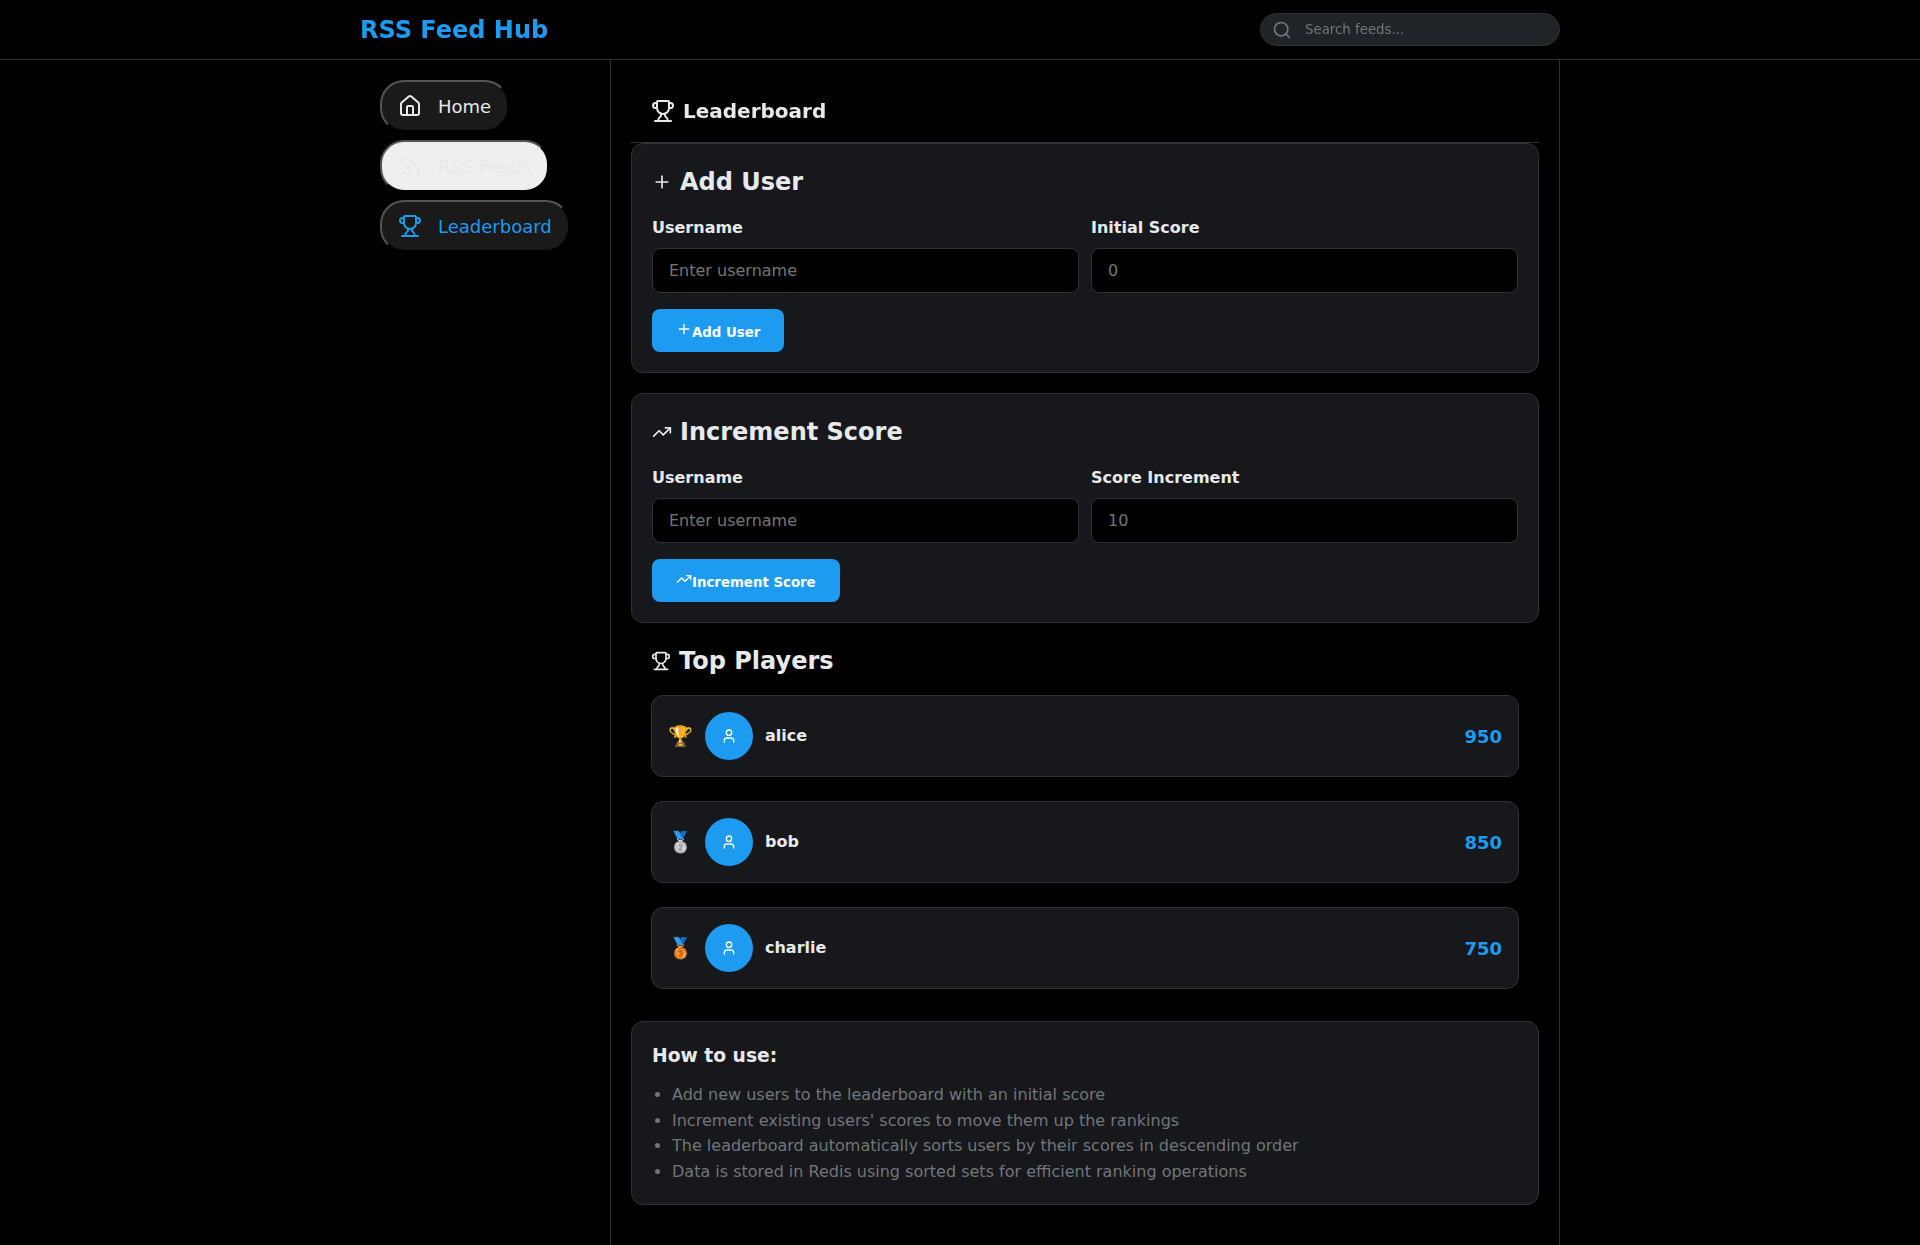 RSS Feed Hub
Search feeds...
Home
RSS Feeds
Leaderboard
Leaderboard
Add User
Username
Initial Score
Enter username
0
Add User
Increment Score
Username
Score Increment
Enter username
10
Increment Score
Top Players
alice
950
bob
850
charlie
750
How to use:
• Add new users to the leaderboard with an initial score
• Increment existing users' scores to move them up the rankings
• The leaderboard automatically sorts users by their scores in descending order
• Data is stored in Redis using sorted sets for efficient ranking operations